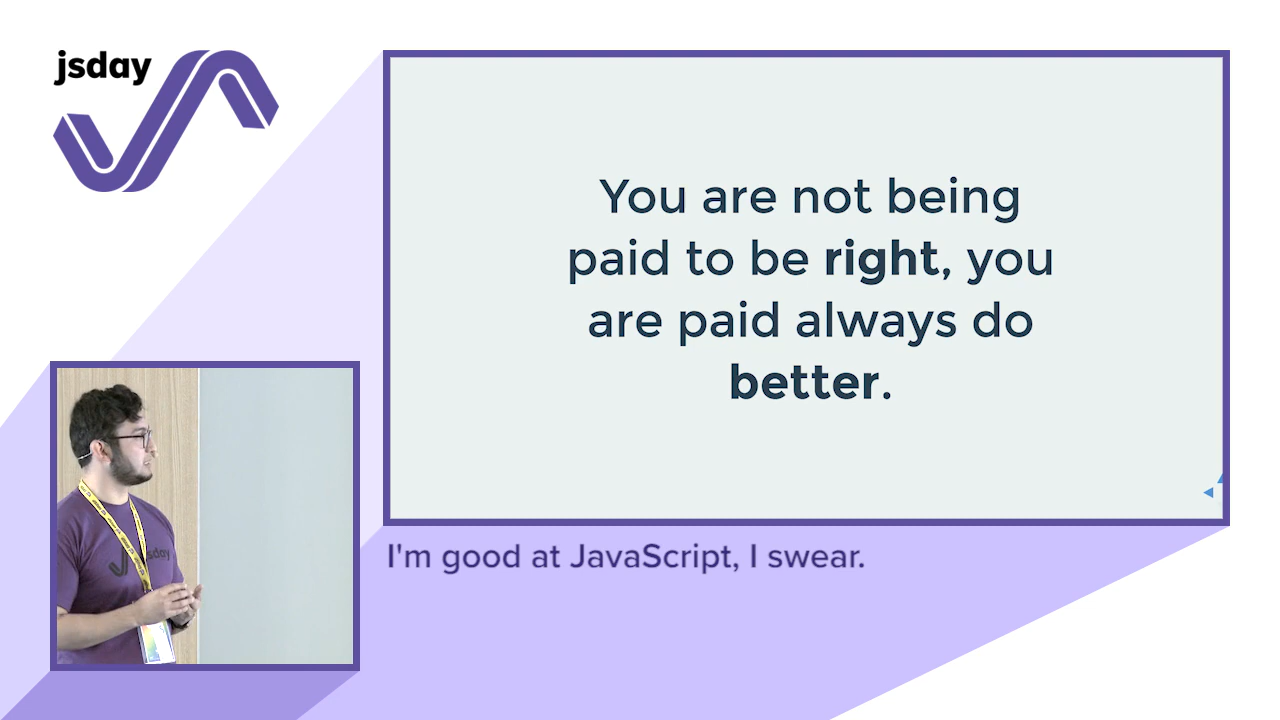 jsday
You are not being
paid to be right, you
are paid always do
better.
jsday
I'm good at JavaScript, I swear.